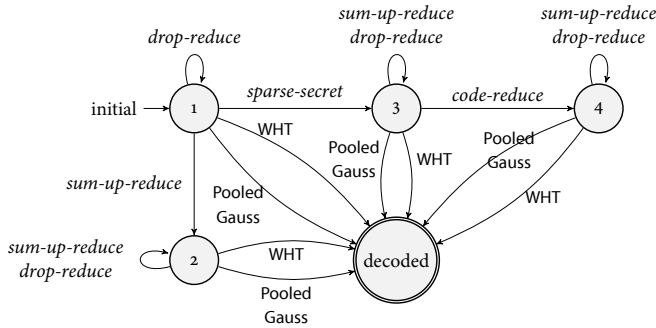 drop-reduce
sum-up-reduce
drop-reduce
sum-up-reduce
drop-reduce
initial
1
sparse-secret
3
code-reduce
4
WHT
Pooled
Gauss
WHT
Pooled
Gauss
sum-up-reduce
Pooled
Gauss
WHT
sum-up-reduce
drop-reduce
2
WHT
decoded
Pooled
Gauss